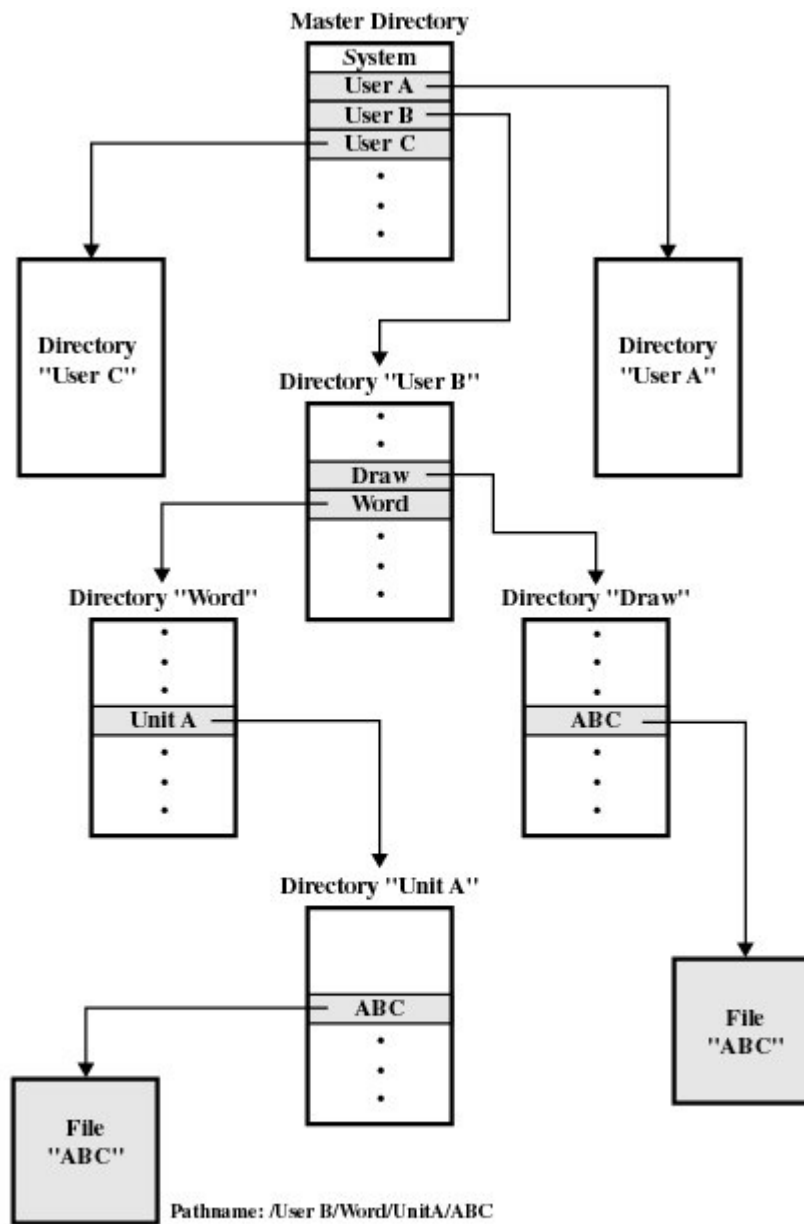 Master Directory
System
User A
User B
User C
Directory
"User C"
Directory
"User A"
Directory "User B"
Draw
Word
Directory "Word"
Directory "Draw"
Unit A
ABC
Directory "Unit A"
ABC
File
"ABC"
File
"ABC"
Pathname: /User B/Word/UnitA/ABC